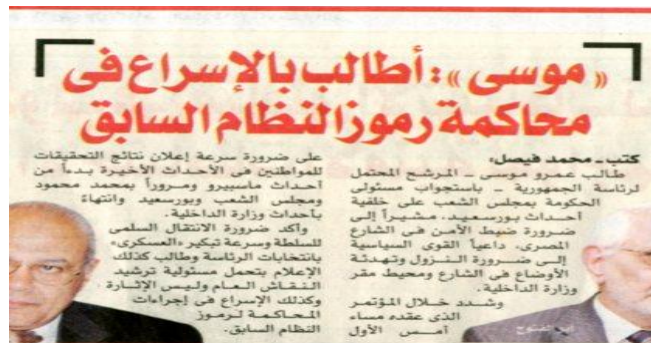 « موسى » : أطالب بالإسراع فى
محاكمة رموز النظام السابق
كتب ـ محمد فيصل:
طالب عمرو موسى ـ المرشح المحتمل
لرئاسة الجمهورية ـ باستجواب مسئولى
الحكومة بمجلس الشعب على خلفية
أحداث بورسعيد، مشيراً إلى
ضرورة ضبط الأمن فى الشارع
المصرى، داعياً القوى السياسية
إلى ضرورة النزول وتهدئة
الأوضاع فى الشارع ومحيط مقر
وزارة الداخلية.
وشدد خلال المؤتمر
الذى عقده مساء
أمس الأول
على ضرورة سرعة إعلان نتائج التحقيقات
للمواطنين فى الأحداث الأخيرة بدءاً من
أحداث ماسبيرو ومروراً بمحمد محمود
ومجلس الشعب وبورسعيد وانتهاءً
بأحداث وزارة الداخلية.
وأكد ضرورة الانتقال السلمى
للسلطة وسرعة تبكير «العسكرى»
بانتخابات الرئاسة وطالب كذلك
الإعلام بتحمل مسئولية ترشيد
النقاش العام وليس الإثارة
وكذلك الإسراع فى إجراءات
المحاكمة لرموز
النظام السابق.
أبو الفتوح